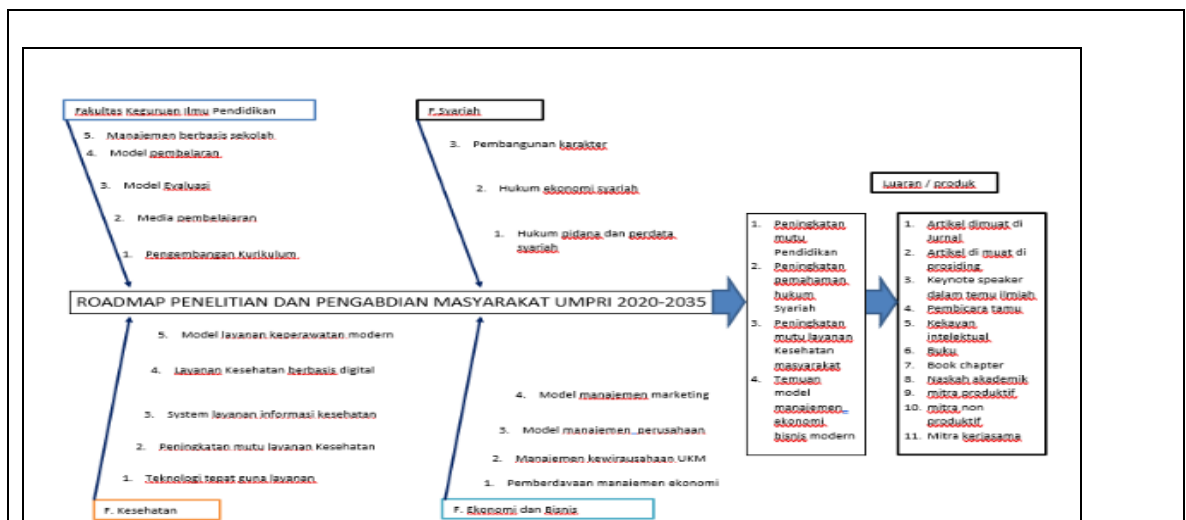 Fakultas Keguruan Ilmu Pendidikan
5. Manajemen berbasis sekolah
4. Model pembelaran
3. Model Evaluasi
2. Media pembelajaran
1. Pengembangan Kurikulum
F.Syariah
3. Pembangunan karakter
2. Hukum ekonomi syariah
1. Hukum pidana dan perdata
syariah
Luaran / produk
ROADMAP PENELITIAN DAN PENGABDIAN MASYARAKAT UMPRI 2020-2035
1. Peningkatan
mutu
Pendidikan
2. Peningkatan
pemahaman
hukum
Syariah
3. Peningkatan
mutu layanan
Kesehatan
masyarakat
4. Temuan
model
manajemen
ekonomi
bisnis modern
1. Artikel dimuat di
Jurnal
2. Artikel di muat di
prosiding
3. Keynote speaker
dalam temu ilmiah
4. Pembicara tamu
5. Kekayan
intelektual
6. Buku
7. Book chapter
8. Naskah akademik
9. mitra produktif
10. mitra non
produktif
11. Mitra kerjasama
5. Model layanan keperawatan modern
4. Layanan Kesehatan berbasis digital
3. System layanan informasi kesehatan
2. Peningkatan mutu layanan Kesehatan
1. Teknologi tepat guna layanan
F. Kesehatan
4. Model manajemen marketing
3. Model manajemen perusahaan
2. Manajemen kewirausahaan UKM
1. Pemberdayaan manajemen ekonomi
F. Ekonomi dan Bisnis